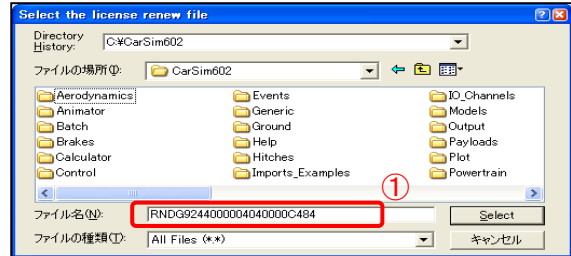 Select the license renew file
Directory History: C:¥CarSim602
ファイルの場所(I): CarSim602
Aerodynamics Events IO_Channels
Animator Generic Models
Batch Ground Output
Brakes Help Payloads
Calculator Hitches Plot
Control Imports_Examples Powertrain
①
ファイル名(N): RNDG9244000004040000C484 Select
ファイルの種類(T): All Files (*.*) キャンセル